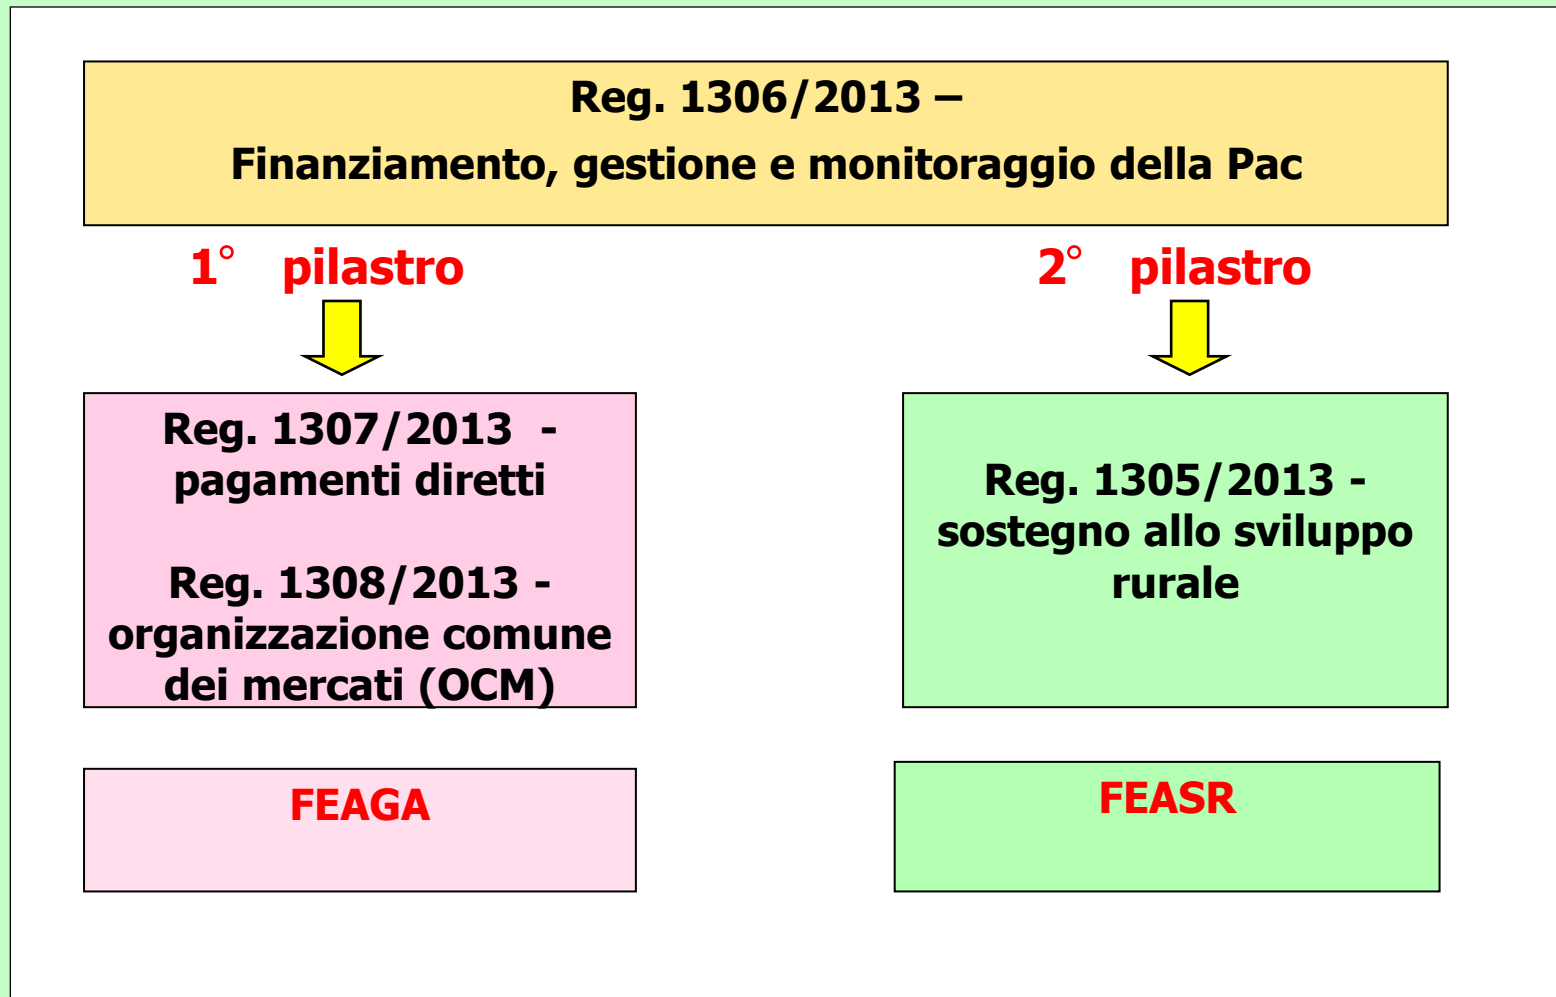 Reg. 1306/2013 –
Finanziamento, gestione e monitoraggio della Pac
1° pilastro
2° pilastro
Reg. 1307/2013 -
pagamenti diretti
Reg. 1308/2013 -
organizzazione comune
dei mercati (OCM)
Reg. 1305/2013 -
sostegno allo sviluppo
rurale
FEAGA
FEASR